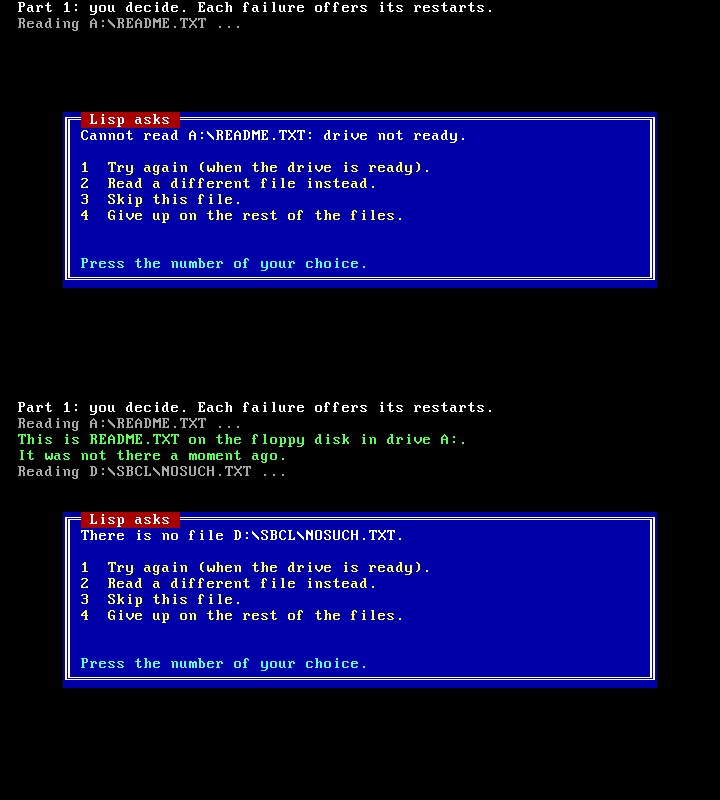 Part 1: you decide. Each failure offers its restarts.
Reading A:\README.TXT ...
Lisp asks
Cannot read A:\README.TXT: drive not ready.
1  Try again (when the drive is ready).
2  Read a different file instead.
3  Skip this file.
4  Give up on the rest of the files.
Press the number of your choice.
Part 1: you decide. Each failure offers its restarts.
Reading A:\README.TXT ...
This is README.TXT on the floppy disk in drive A:.
It was not there a moment ago.
Reading D:\SBCL\NOSUCH.TXT ...
Lisp asks
There is no file D:\SBCL\NOSUCH.TXT.
1  Try again (when the drive is ready).
2  Read a different file instead.
3  Skip this file.
4  Give up on the rest of the files.
Press the number of your choice.